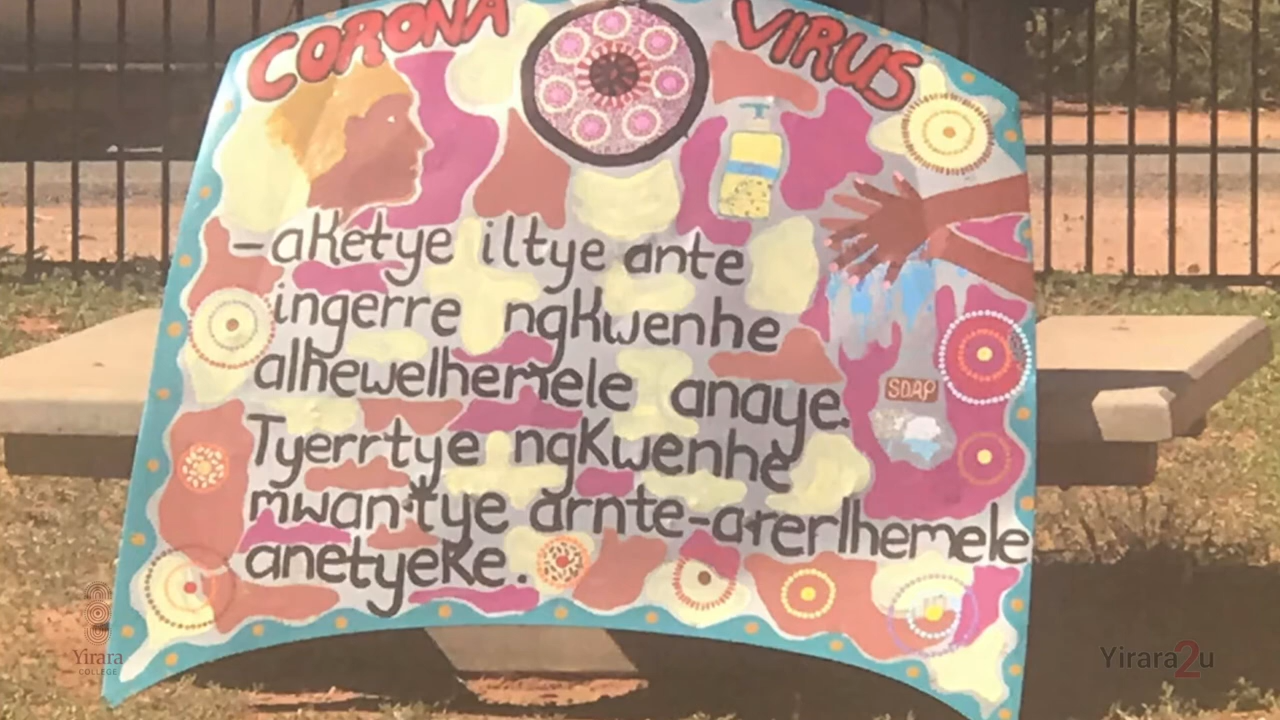 CORONA VIRUS
-aketye iltye ante
ingerre ngkwenhe
alhewelhemele anaye.
SOAP
Tyerrtye ngkwenhe
mwantye arnte-arerlhemele
anetyeke.
Yirara
COLLEGE
Yirara2u